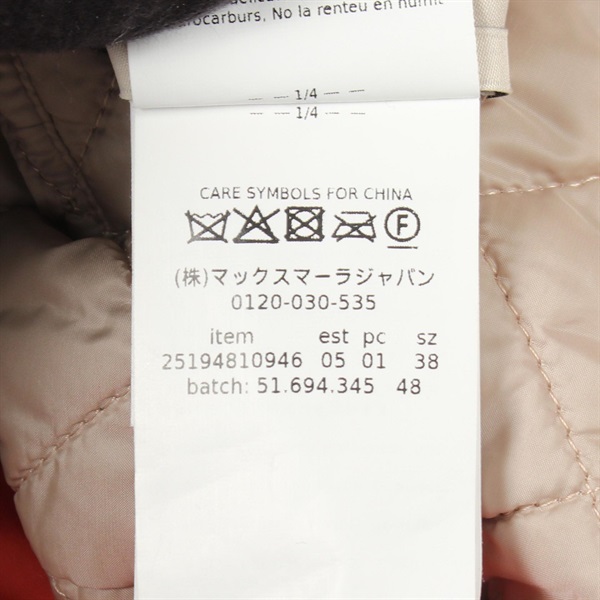 rocarburs, No la renteu en humit
1/4
1/4
CARE SYMBOLS FOR CHINA
F
(株)マックスマーラジャパン
0120-030-535
item est pc sz
25194810946 05 01 38
batch: 51.694.345 48